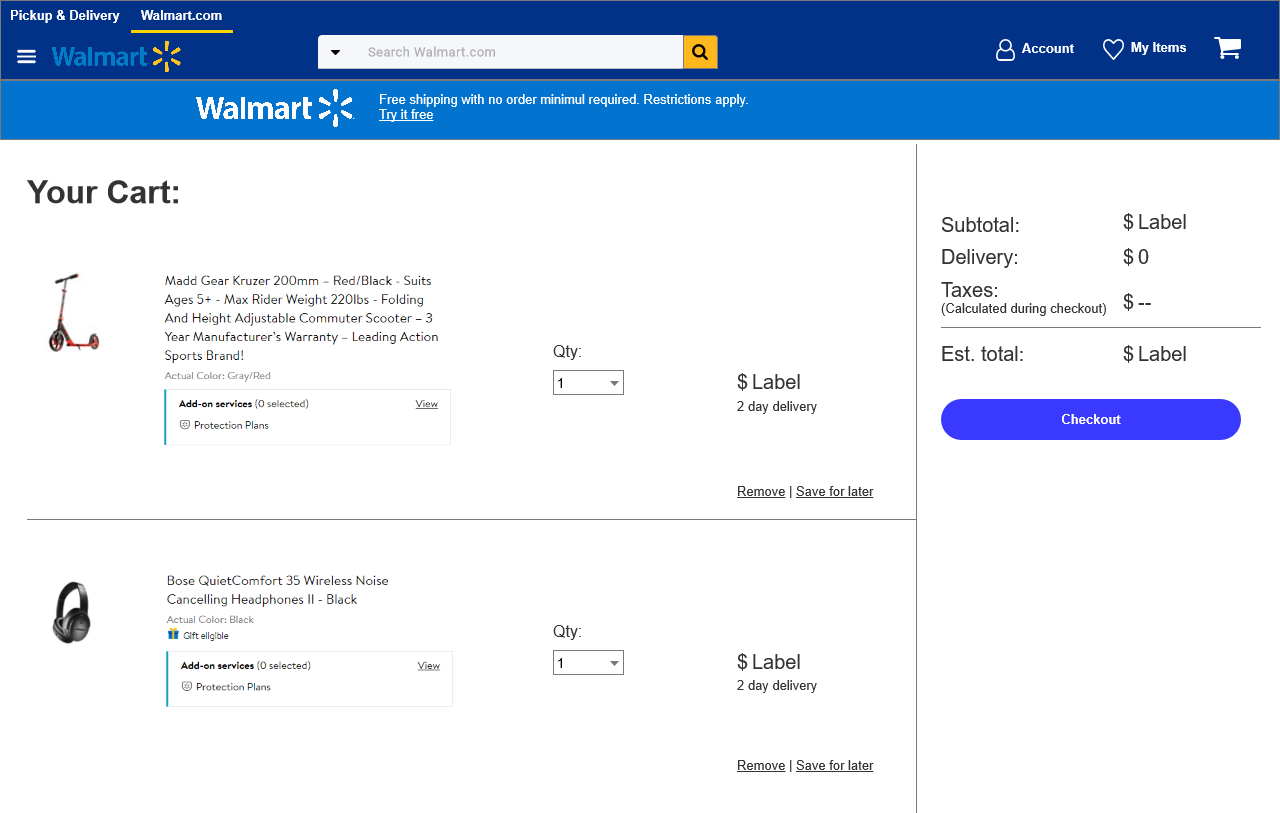 Pickup & Delivery Walmart.com
Walmart
Search Walmart.com
Account
My Items
Walmart
Free shipping with no order minimul required. Restrictions apply.
Try it free
Your Cart:
Madd Gear Kruzer 200mm – Red/Black - Suits
Ages 5+ - Max Rider Weight 220lbs - Folding
And Height Adjustable Commuter Scooter – 3
Year Manufacturer's Warranty – Leading Action
Sports Brand!
Actual Color: Gray/Red
Add-on services (0 selected) View
Protection Plans
Qty:
1
$ Label
2 day delivery
Remove | Save for later
Bose QuietComfort 35 Wireless Noise
Cancelling Headphones II - Black
Actual Color: Black
Gift eligible
Add-on services (0 selected) View
Protection Plans
Qty:
1
$ Label
2 day delivery
Remove | Save for later
Subtotal: $ Label
Delivery: $ 0
Taxes:
(Calculated during checkout) $ --
Est. total: $ Label
Checkout